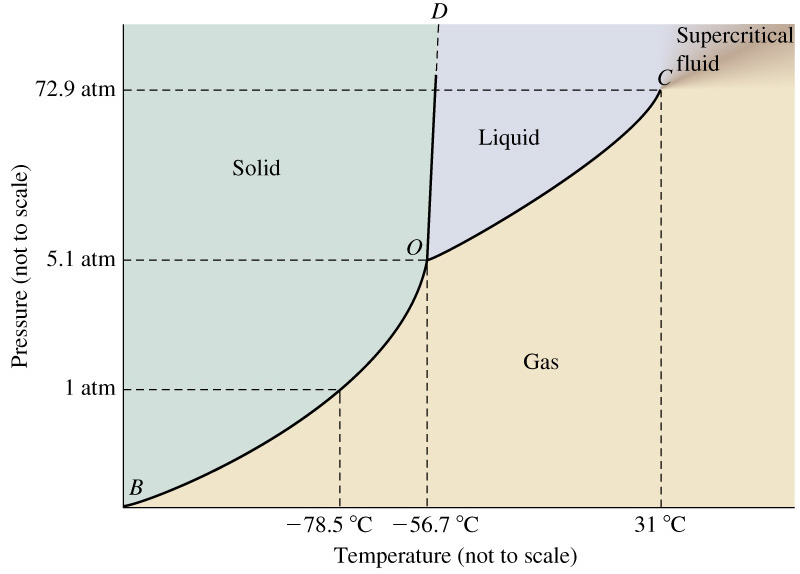 D
Supercritical
fluid
C
72.9 atm
Liquid
Solid
O
5.1 atm
Pressure (not to scale)
Gas
1 atm
B
−78.5 °C
−56.7 °C
31 °C
Temperature (not to scale)